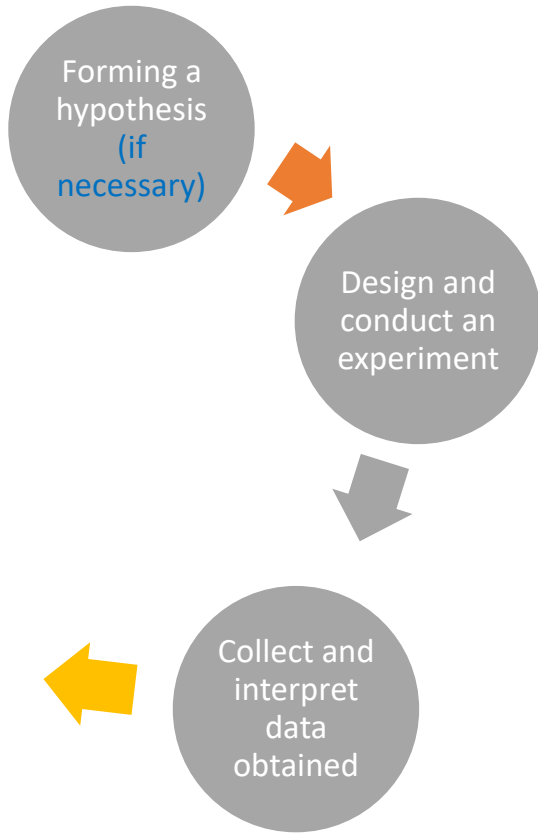 Forming a
hypothesis
(if
necessary)
Design and
conduct an
experiment
Collect and
interpret
data
obtained